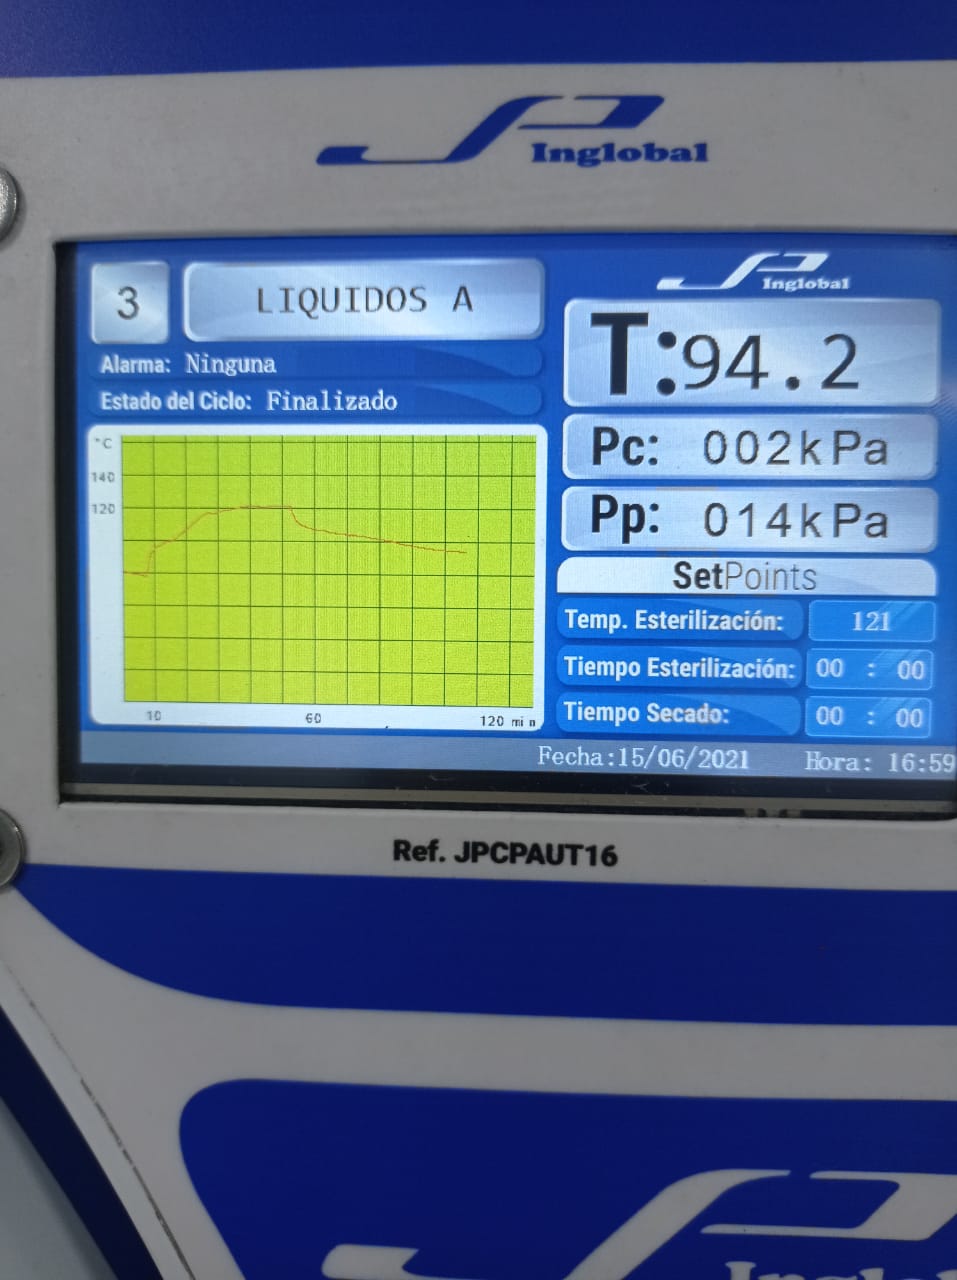 Inglobal
3
LIQUIDOS A
Inglobal
Alarma: Ninguna
Estado del Ciclo: Finalizado
T:94.2
Pc: 002kPa
Pp: 014kPa
SetPoints
Temp. Esterilización: 121
Tiempo Esterilización: 00 : 00
Tiempo Secado: 00 : 00
°C
140
120
10 60 120 min
Fecha:15/06/2021 Hora: 16:59
Ref. JPCPAUT16